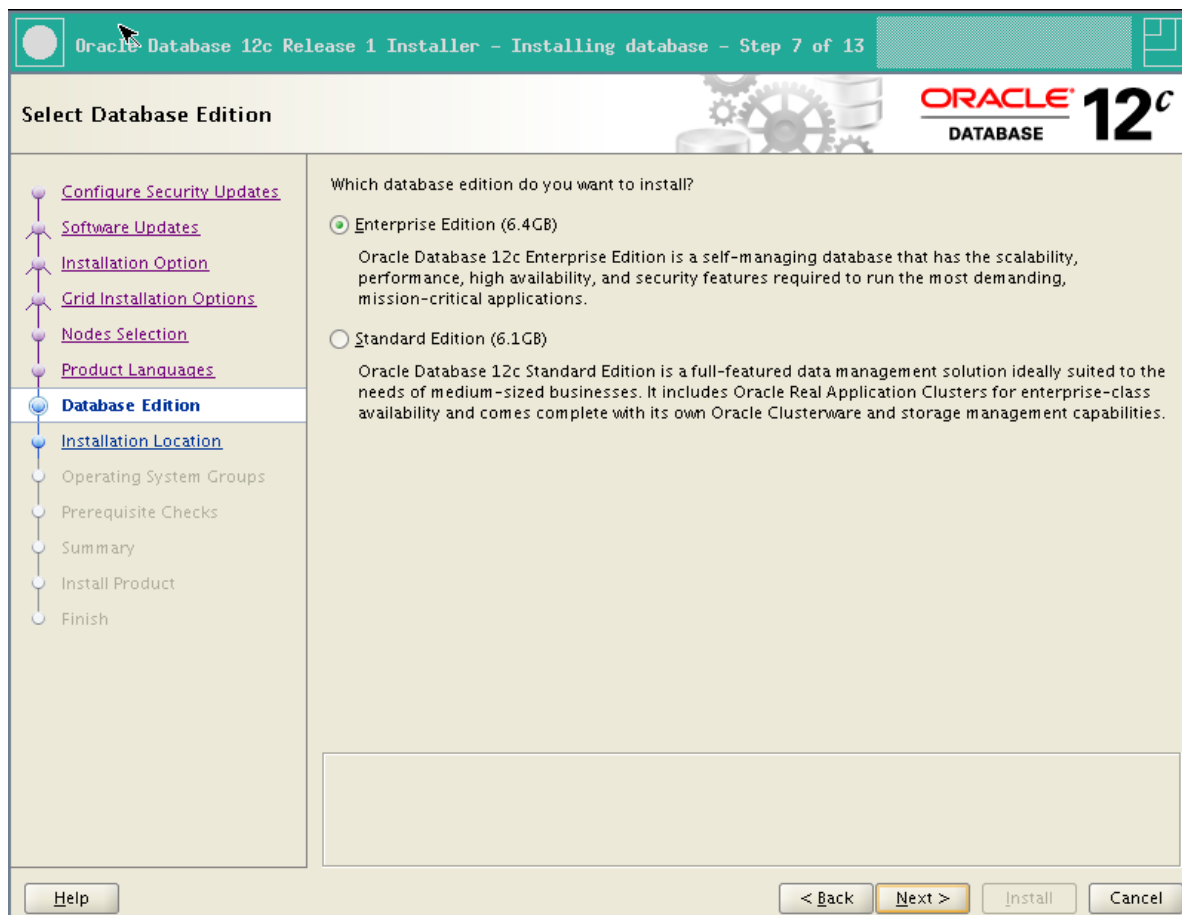 Oracle Database 12c Release 1 Installer - Installing database - Step 7 of 13
Select Database Edition
ORACLE®
DATABASE
12c
Configure Security Updates
Software Updates
Installation Option
Grid Installation Options
Nodes Selection
Product Languages
Database Edition
Installation Location
Operating System Groups
Prerequisite Checks
Summary
Install Product
Finish
Which database edition do you want to install?
Enterprise Edition (6.4GB)
Oracle Database 12c Enterprise Edition is a self-managing database that has the scalability,
performance, high availability, and security features required to run the most demanding,
mission-critical applications.
Standard Edition (6.1GB)
Oracle Database 12c Standard Edition is a full-featured data management solution ideally suited to the
needs of medium-sized businesses. It includes Oracle Real Application Clusters for enterprise-class
availability and comes complete with its own Oracle Clusterware and storage management capabilities.
Help
< Back
Next >
Install
Cancel